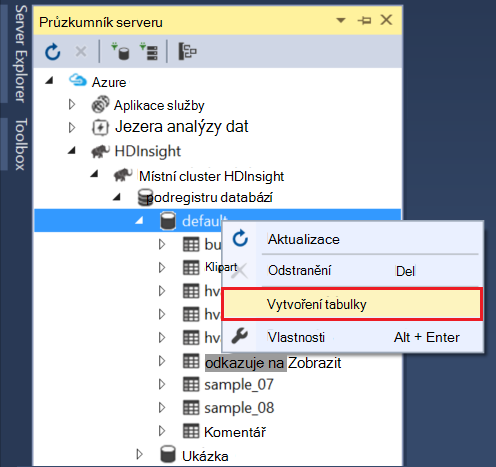 Server Explorer
Toolbox
Průzkumník serveru
Azure
Aplikace služby
Jezera analýzy dat
HDInsight
Místní cluster HDInsight
podregistru databází
default
Aktualizace
Odstranění Del
Vytvoření tabulky
Vlastnosti Alt + Enter
bu
Klipart
hv
hv
hv
odkazuje na Zobrazit
sample_07
sample_08
Komentář
Ukázka